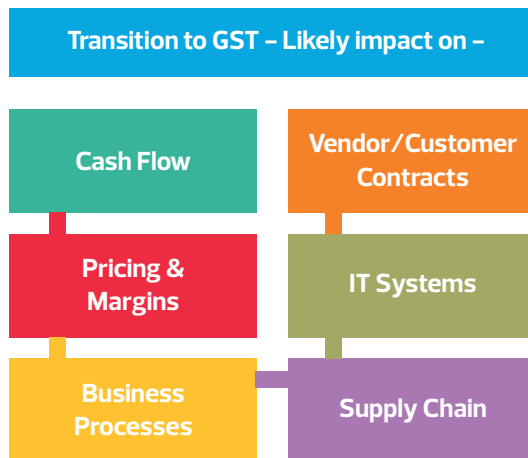 Transition to GST – Likely impact on –
Cash Flow
Pricing &
Margins
Business
Processes
Supply Chain
IT Systems
Vendor/Customer
Contracts